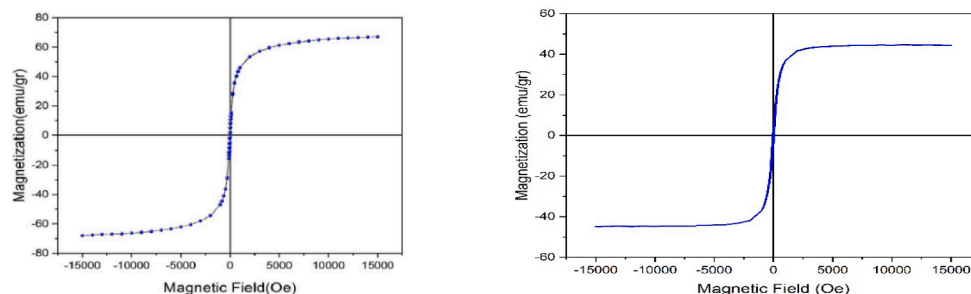 80
60
40
20
0
-20
-40
-60
-80
Magnetization(emu/gr)
-15000 -10000 -5000 0 5000 10000 15000
Magnetic Field(Oe)
60
40
20
0
-20
-40
-60
Magnetization (emu/gr)
-15000 -10000 -5000 0 5000 10000 15000
Magnetic Field (Oe)